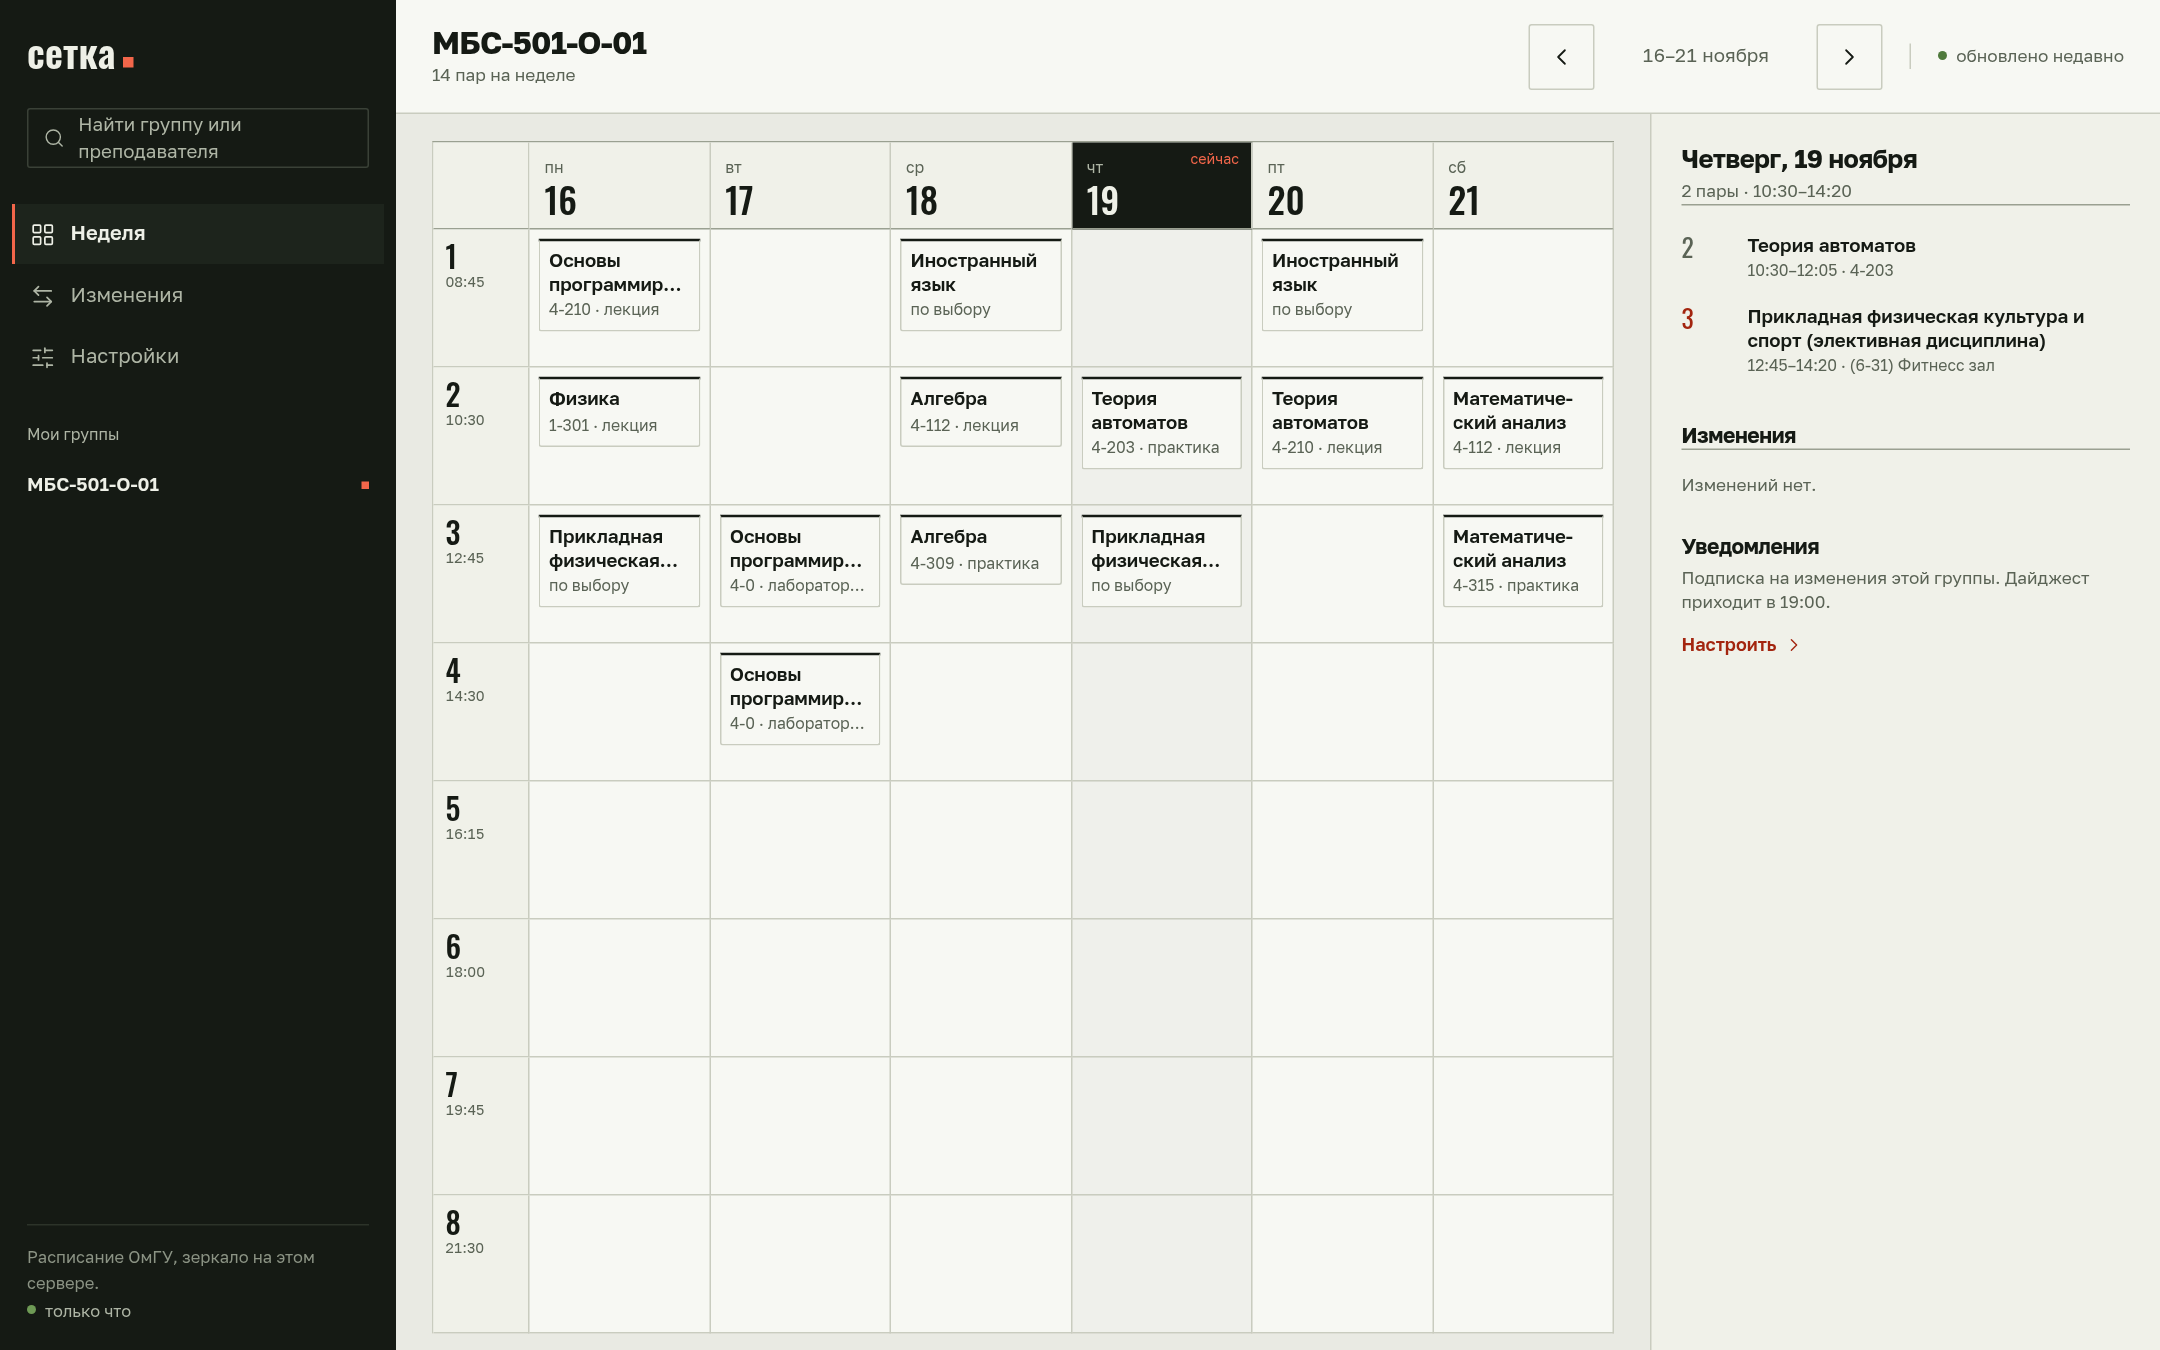 сетка
Найти группу или
преподавателя
Неделя
Изменения
Настройки
Мои группы
МБС-501-О-01
Расписание ОмГУ, зеркало на этом
сервере.
только что
МБС-501-О-01
14 пар на неделе
16–21 ноября
обновлено недавно
пн
16
вт
17
ср
18
чт
сейчас
19
пт
20
сб
21
1
08:45
Основы
программир...
4-210 · лекция
Иностранный
язык
по выбору
Иностранный
язык
по выбору
2
10:30
Физика
1-301 · лекция
Алгебра
4-112 · лекция
Теория
автоматов
4-203 · практика
Теория
автоматов
4-210 · лекция
Математиче-
ский анализ
4-112 · лекция
3
12:45
Прикладная
физическая...
по выбору
Основы
программир...
4-0 · лаборатор...
Алгебра
4-309 · практика
Прикладная
физическая...
по выбору
Математиче-
ский анализ
4-315 · практика
4
14:30
Основы
программир...
4-0 · лаборатор...
5
16:15
6
18:00
7
19:45
8
21:30
Четверг, 19 ноября
2 пары · 10:30–14:20
2
Теория автоматов
10:30–12:05 · 4-203
3
Прикладная физическая культура и
спорт (элективная дисциплина)
12:45–14:20 · (6-31) Фитнесс зал
Изменения
Изменений нет.
Уведомления
Подписка на изменения этой группы. Дайджест
приходит в 19:00.
Настроить